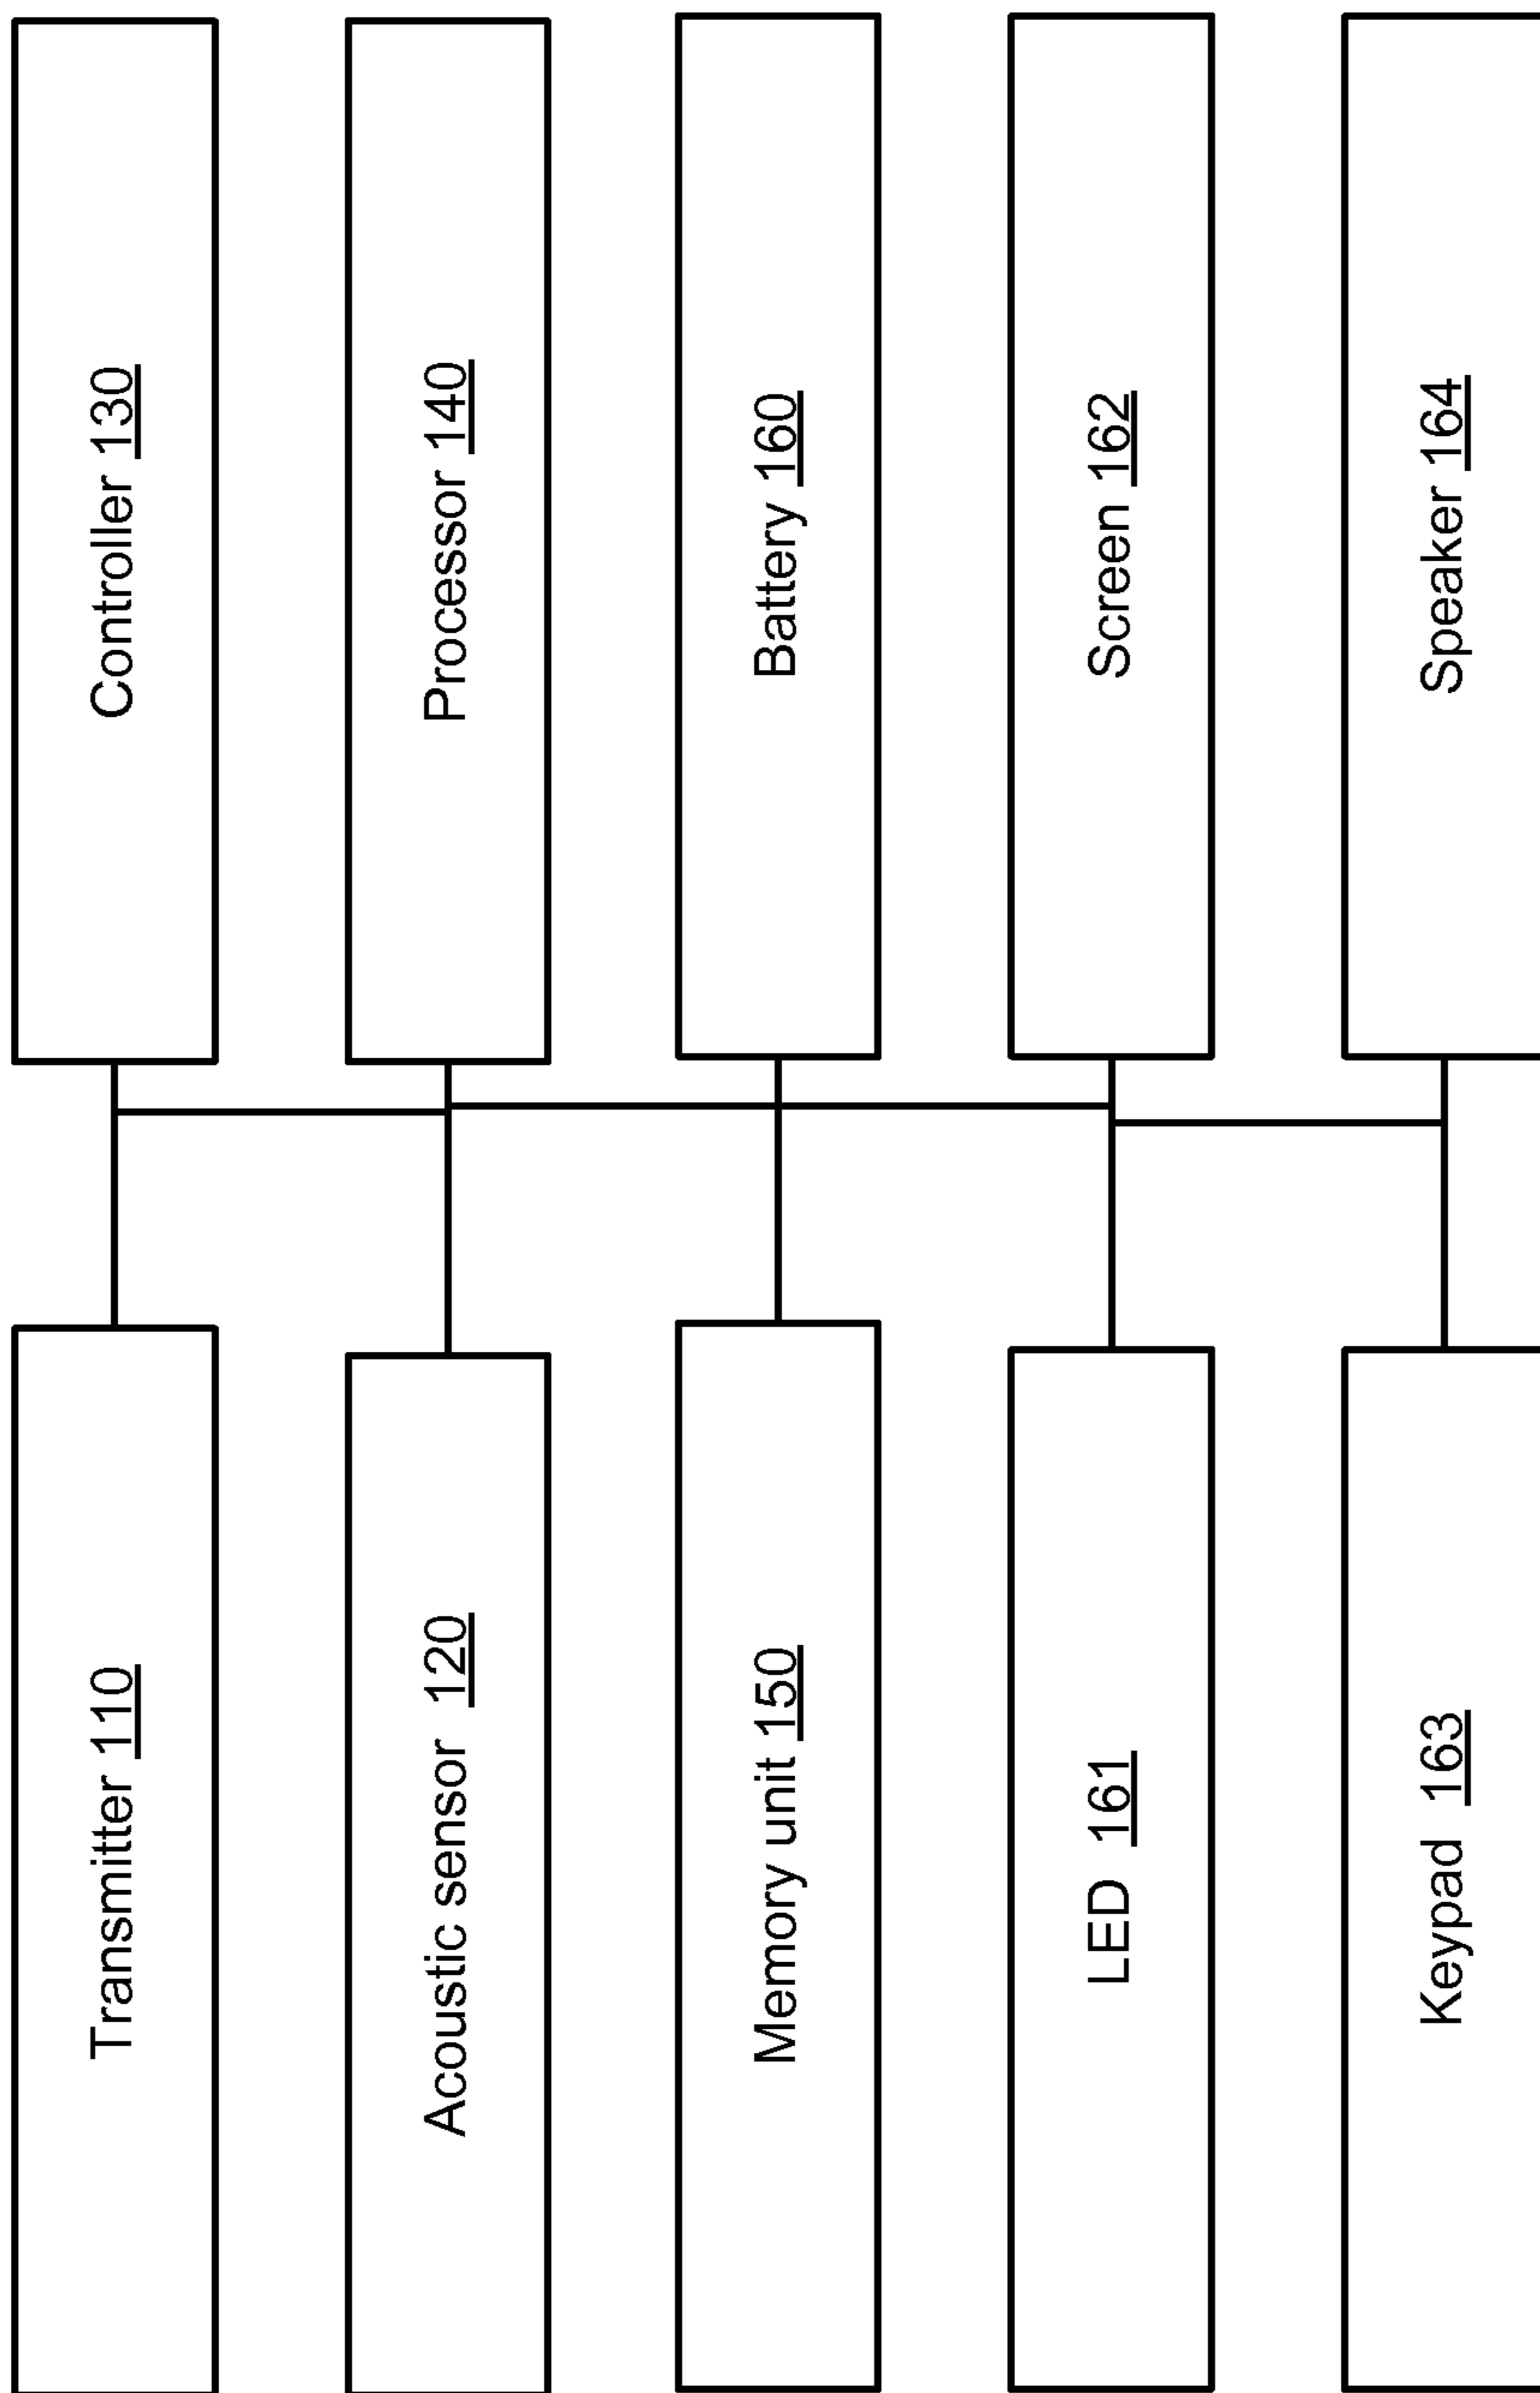 Transmitter 110
Controller 130
Acoustic sensor 120
Processor 140
Memory unit 150
Battery 160
LED 161
Screen 162
Keypad 163
Speaker 164